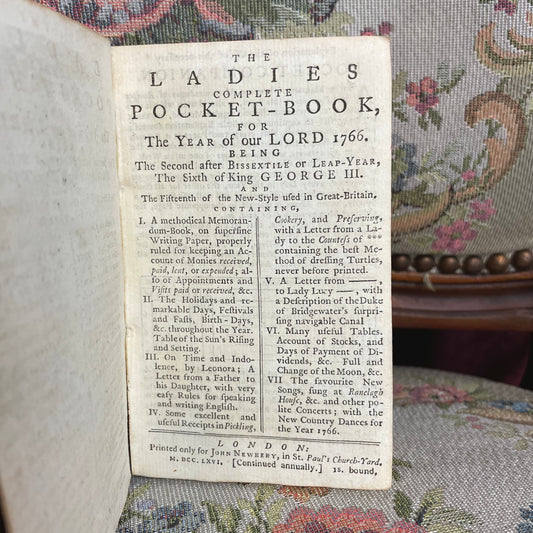 THE
LADIES
COMPLETE
POCKET-BOOK,
FOR
The YEAR of our LORD 1766.
BEING
The Second after BISSEXTILE or LEAP-YEAR,
The Sixth of King GEORGE III.
AND
The Fifteenth of the New-Style used in Great-Britain.
CONTAINING,
I. A methodical Memoran-
dum-Book, on superfine
Writing Paper, properly
ruled for keeping an Ac-
count of Monies received,
paid, lent, or expended; al-
so of Appointments and
Visits paid or received, &c.
II. The Holidays and re-
markable Days, Festivals
and Fasts, Birth-Days,
&c. throughout the Year.
Table of the Sun's Rising
and Setting.
III. On Time and Indo-
lence, by Leonora; A
Letter from a Father to
his Daughter, with very
easy Rules for speaking
and writing English.
IV. Some excellent and
useful Receipts in Pickling,
Cookery, and Preserving,
with a Letter from a La-
dy to the Countess of ***
containing the best Met-
hod of dressing Turtles,
never before printed.
V. A Letter from ———,
to Lady Lucy —, with
a Description of the Duke
of Bridgewater's surpri-
sing navigable Canal
VI. Many useful Tables.
Account of Stocks, and
Days of Payment of Di-
vidends, &c. Full and
Change of the Moon, &c.
VII The favourite New
Songs, sung at Ranelagh
House, &c. and other po-
lite Concerts; with the
New Country Dances for
the Year 1766.
LONDON:
Printed only for JOHN NEWBERY, in St. Paul's Church-Yard.
M. DCC. LXVI. [Continued annually.] 1s. bound.